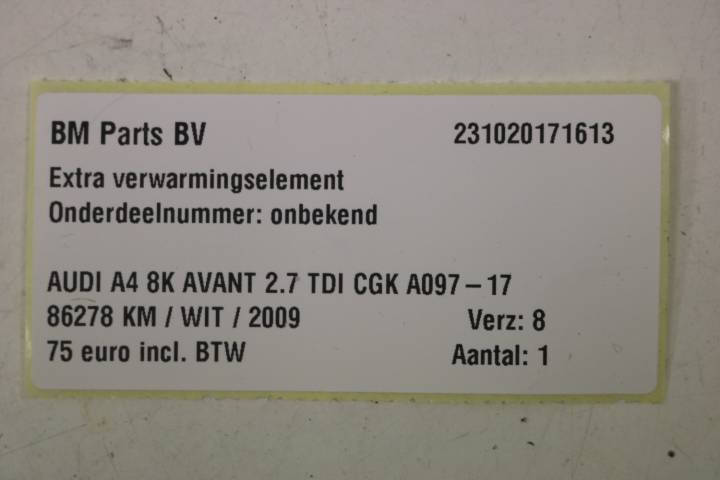 BM Parts BV 231020171613
Extra verwarmingselement
Onderdeelnummer: onbekend
AUDI A4 8K AVANT 2.7 TDI CGK A097-17
86278 KM / WIT / 2009 Verz: 8
75 euro incl. BTW Aantal: 1